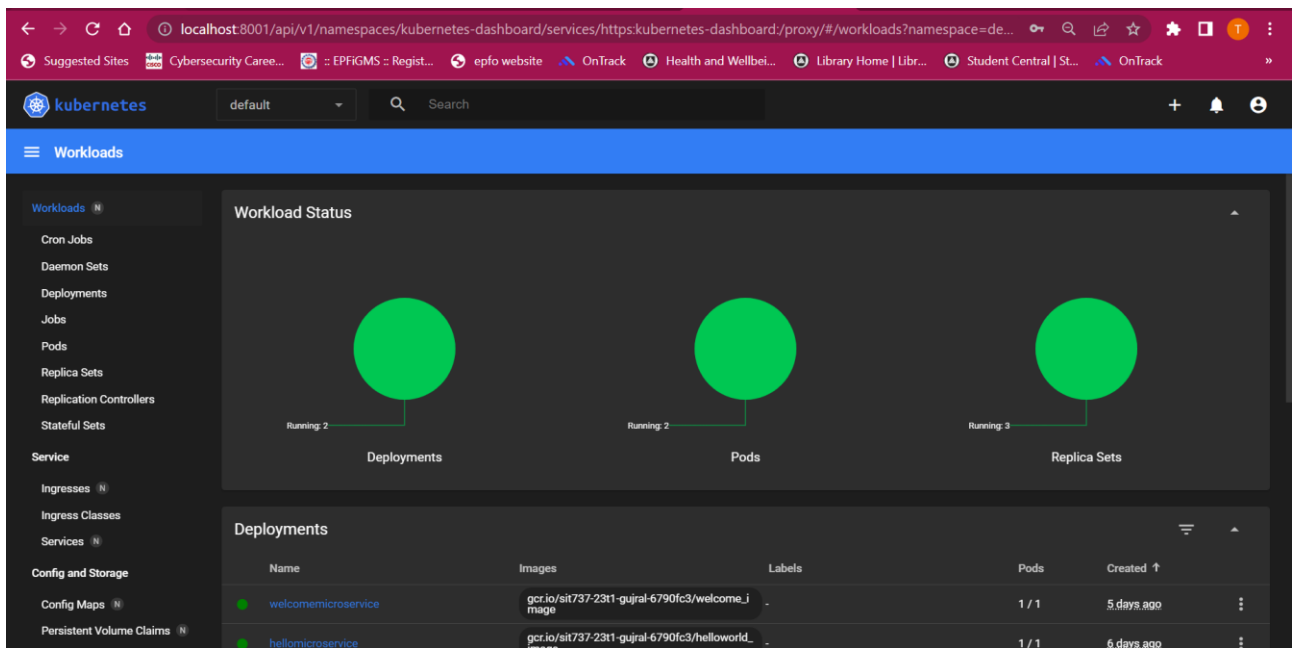 localhost:8001/api/v1/namespaces/kubernetes-dashboard/services/https:kubernetes-dashboard:/proxy/#/workloads?namespace=de...
T
Suggested Sites Cybersecurity Caree... :: EPFiGMS :: Regist... epfo website OnTrack Health and Wellbei... Library Home | Libr... Student Central | St... OnTrack »
kubernetes default Search
Workloads
Workloads N
Cron Jobs
Daemon Sets
Deployments
Jobs
Pods
Replica Sets
Replication Controllers
Stateful Sets
Service
Ingresses N
Ingress Classes
Services N
Config and Storage
Config Maps N
Persistent Volume Claims N
Workload Status
Running: 2 Running: 2 Running: 3
Deployments Pods Replica Sets
Deployments
Name Images Labels Pods Created ↑
welcomemicroservice gcr.io/sit737-23t1-gujral-6790fc3/welcome_i - 1 / 1 5 days ago
mage
hellomicroservice gcr.io/sit737-23t1-gujral-6790fc3/helloworld_ - 1 / 1 6 days ago